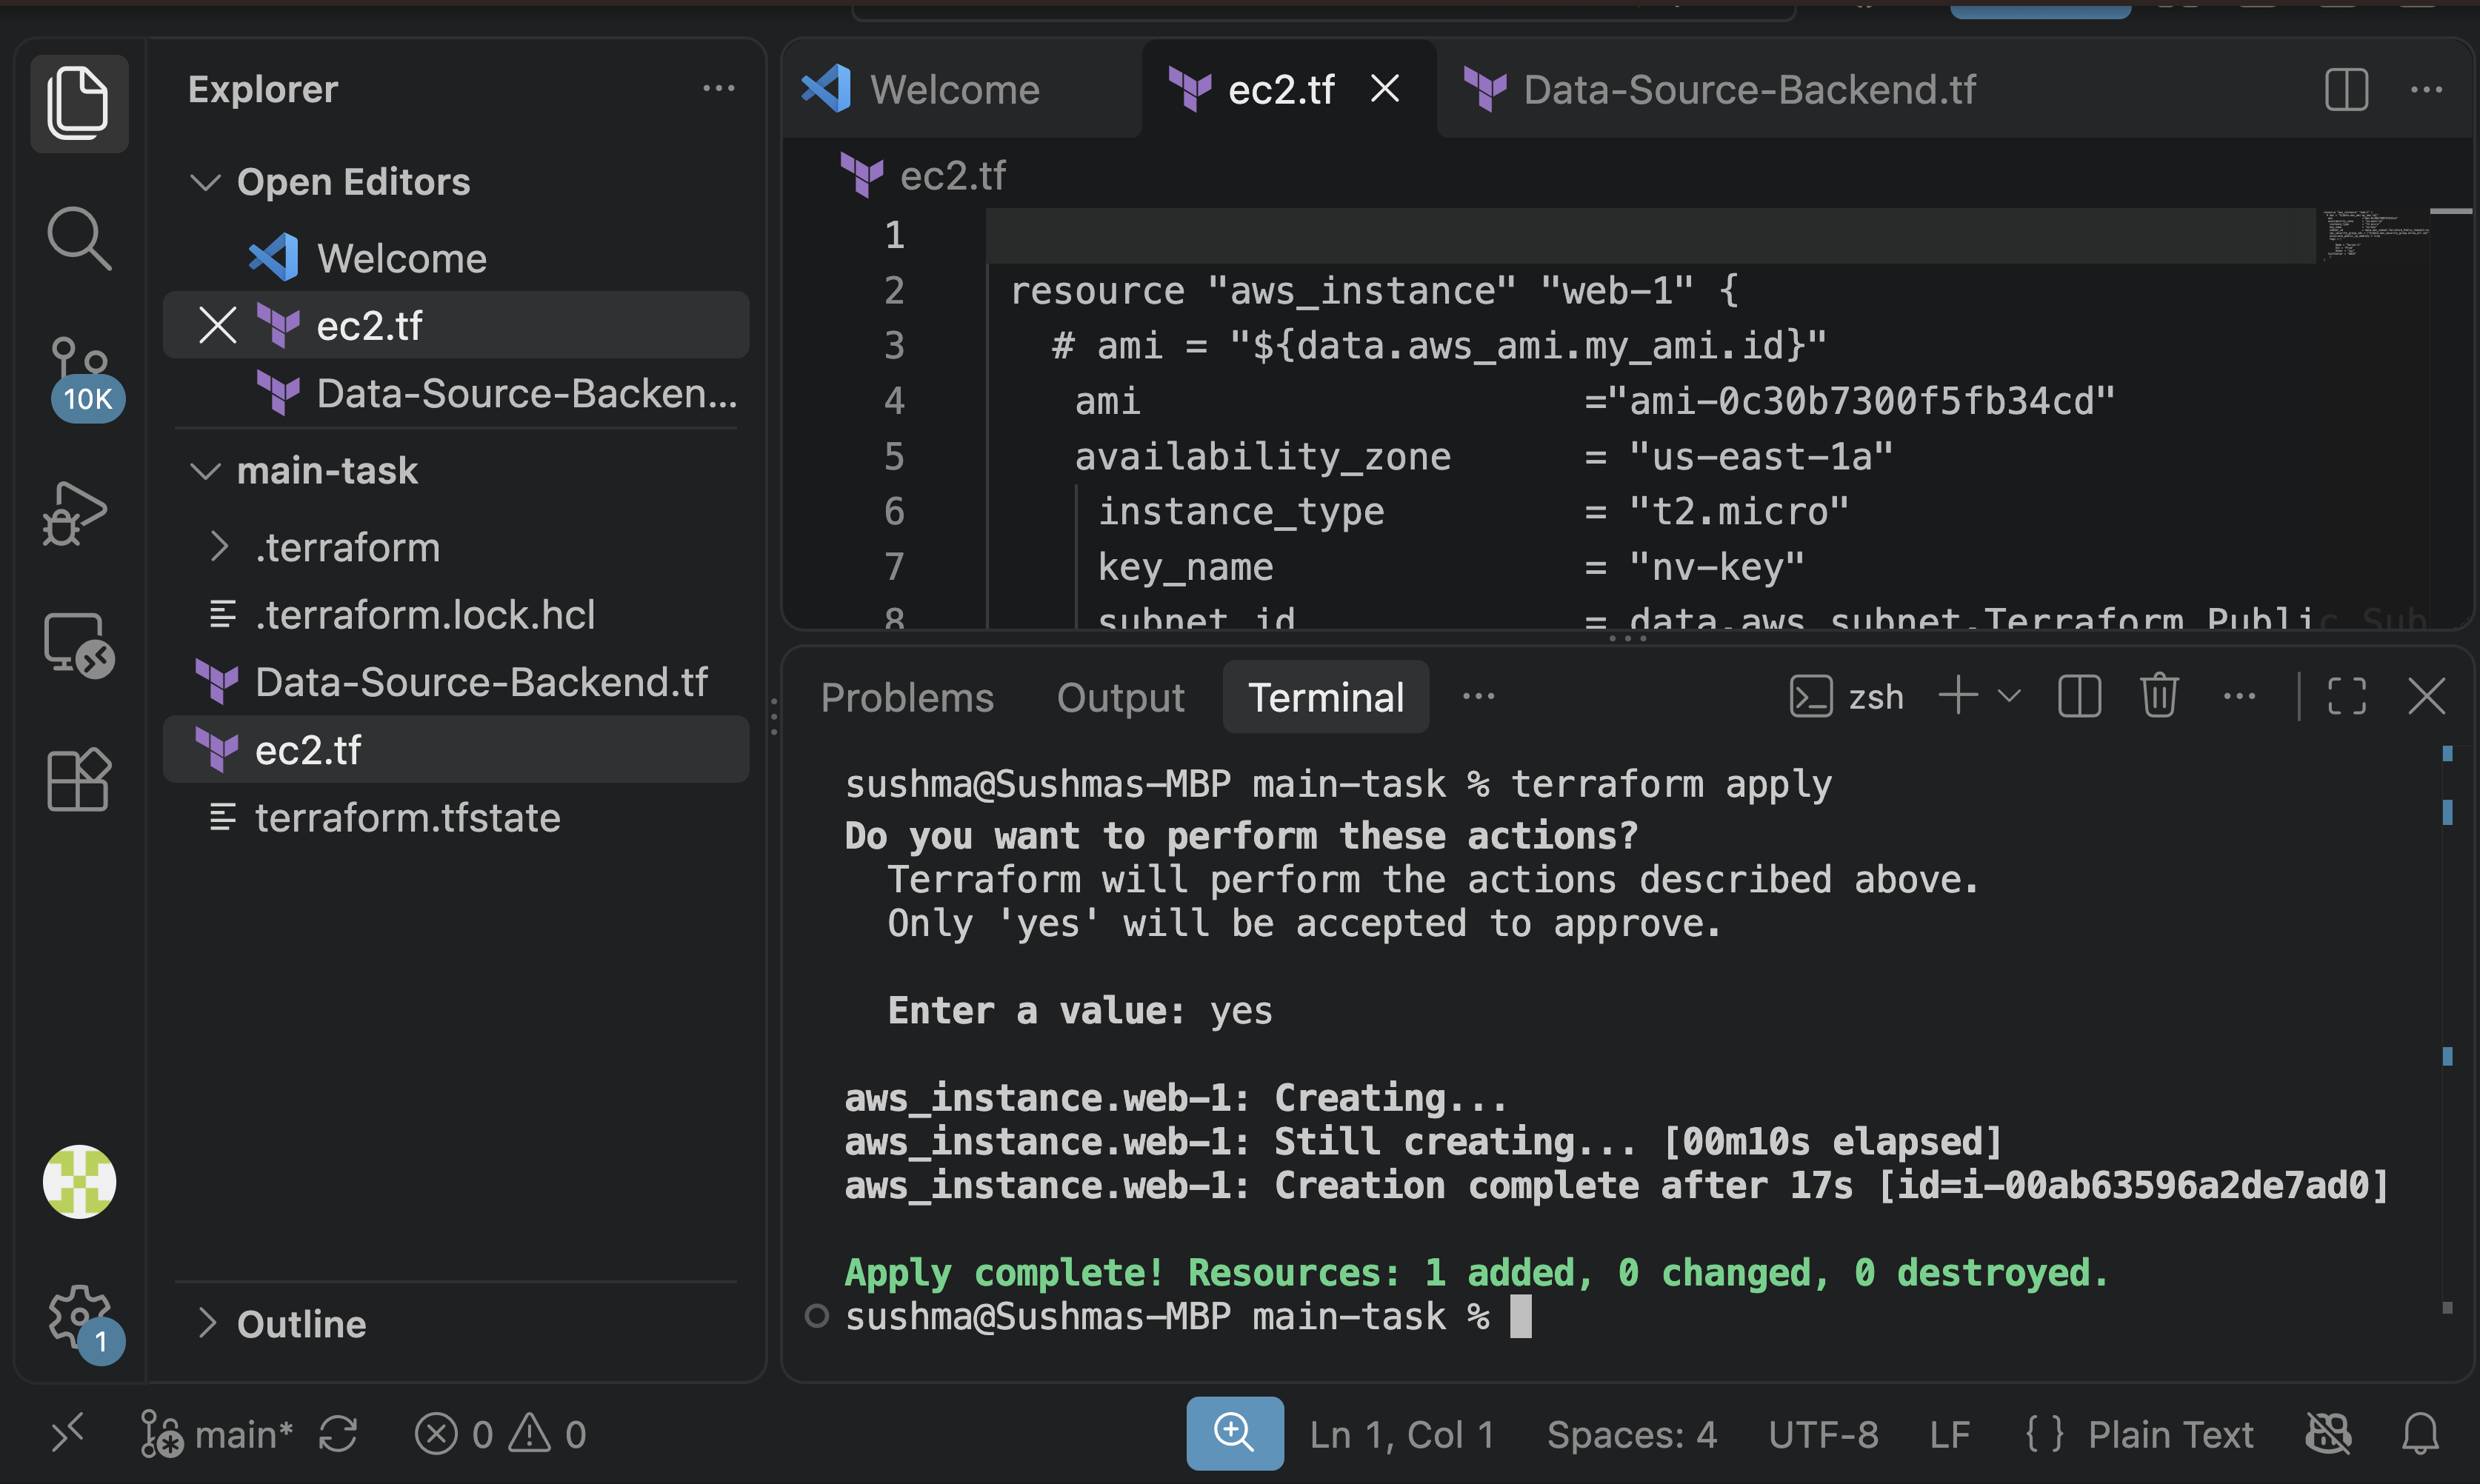 Explorer
Open Editors
Welcome
ec2.tf
Data-Source-Backen...
10K
main-task
.terraform
.terraform.lock.hcl
Data-Source-Backend.tf
ec2.tf
terraform.tfstate
Outline
1
Welcome
ec2.tf
Data-Source-Backend.tf
ec2.tf
1
2 resource "aws_instance" "web-1" {
3 # ami = "${data.aws_ami.my_ami.id}"
4 ami ="ami-0c30b7300f5fb34cd"
5 availability_zone = "us-east-1a"
6 instance_type = "t2.micro"
7 key_name = "nv-key"
8 subnet_id = data.aws_subnet.Terraform_Public_Sub
Problems Output Terminal
zsh
sushma@Sushmas-MBP main-task % terraform apply
Do you want to perform these actions?
Terraform will perform the actions described above.
Only 'yes' will be accepted to approve.
Enter a value: yes
aws_instance.web-1: Creating...
aws_instance.web-1: Still creating... [00m10s elapsed]
aws_instance.web-1: Creation complete after 17s [id=i-00ab63596a2de7ad0]
Apply complete! Resources: 1 added, 0 changed, 0 destroyed.
sushma@Sushmas-MBP main-task %
main* 0 0 Ln 1, Col 1 Spaces: 4 UTF-8 LF {} Plain Text